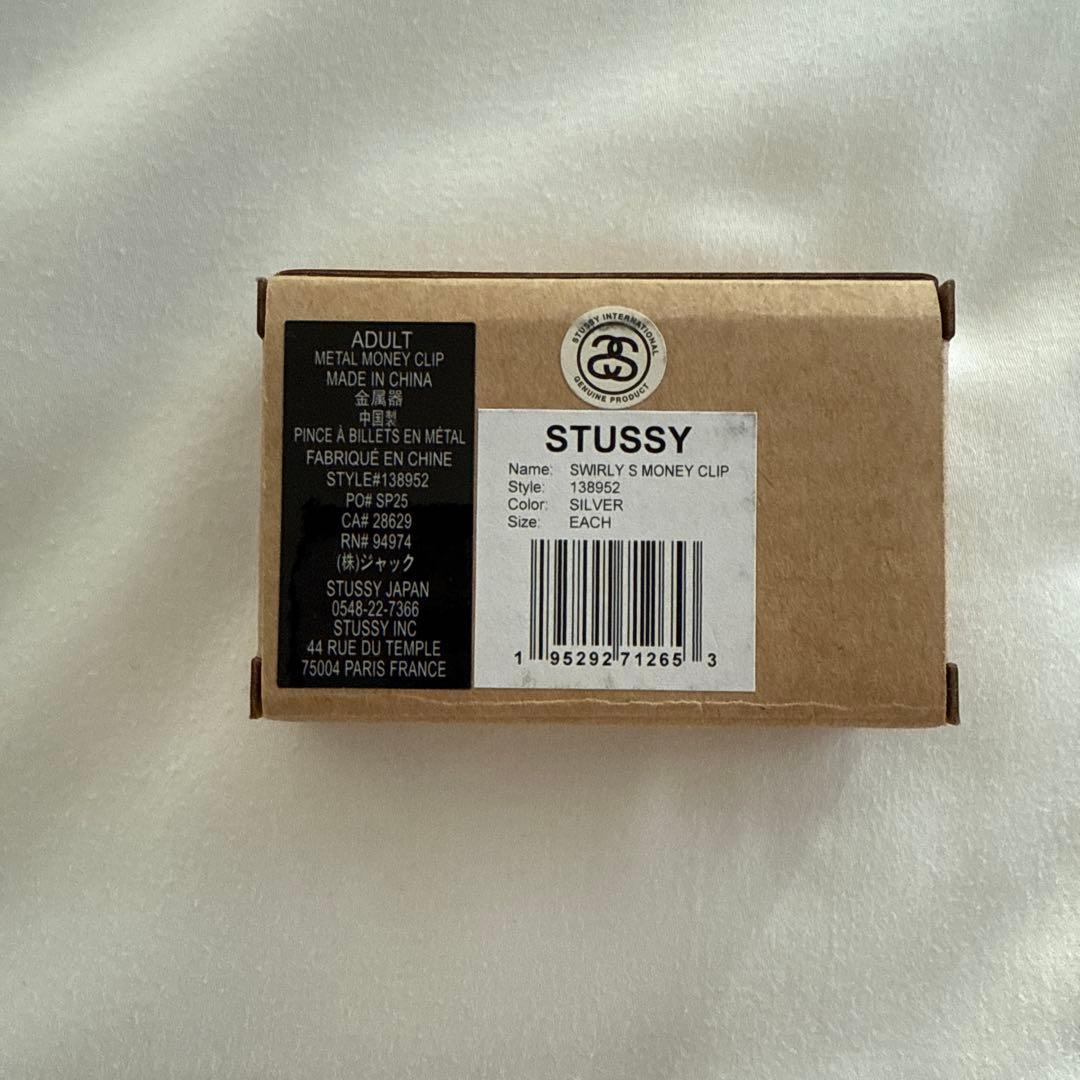 ADULT
METAL MONEY CLIP
MADE IN CHINA
金属器
中国製
PINCE À BILLETS EN MÉTAL
FABRIQUÉ EN CHINE
STYLE#138952
PO# SP25
CA# 28629
RN# 94974
(株)ジャック
STUSSY JAPAN
0548-22-7366
STUSSY INC
44 RUE DU TEMPLE
75004 PARIS FRANCE
STUSSY INTERNATIONAL
GENUINE PRODUCT
STUSSY
Name: SWIRLY S MONEY CLIP
Style: 138952
Color: SILVER
Size: EACH
1 95292 71265 3